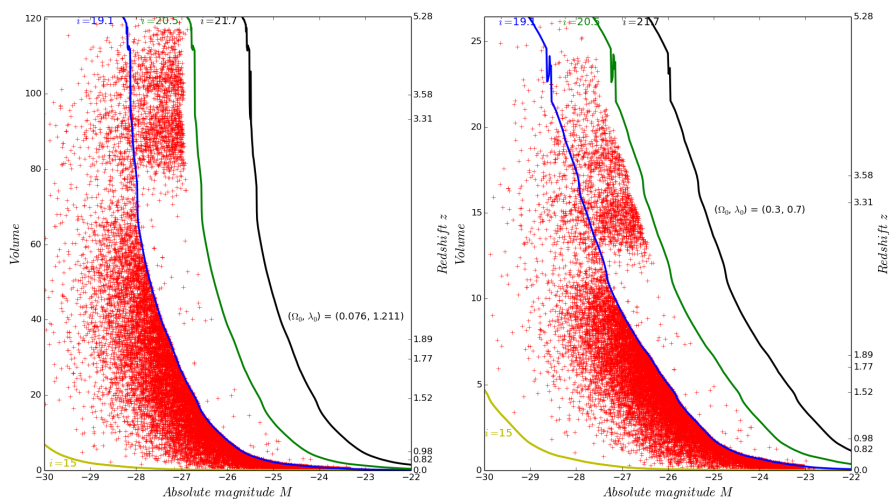 i=19.1 i=20.5 i=21.7
120
100
80
60
40
20
0
Volume
5.28
3.58
3.31
1.89
1.77
1.52
0.98
0.82
0.0
Redshift z
(Ω₀, λ₀) = (0.076, 1.211)
i=15
−30 −29 −28 −27 −26 −25 −24 −23 −22
Absolute magnitude M
i=19.1 i=20.5 i=21.7
25
20
15
10
5
0
Volume
5.28
3.58
3.31
1.89
1.77
1.52
0.98
0.82
0.0
Redshift z
(Ω₀, λ₀) = (0.3, 0.7)
i=15
−30 −29 −28 −27 −26 −25 −24 −23 −22
Absolute magnitude M